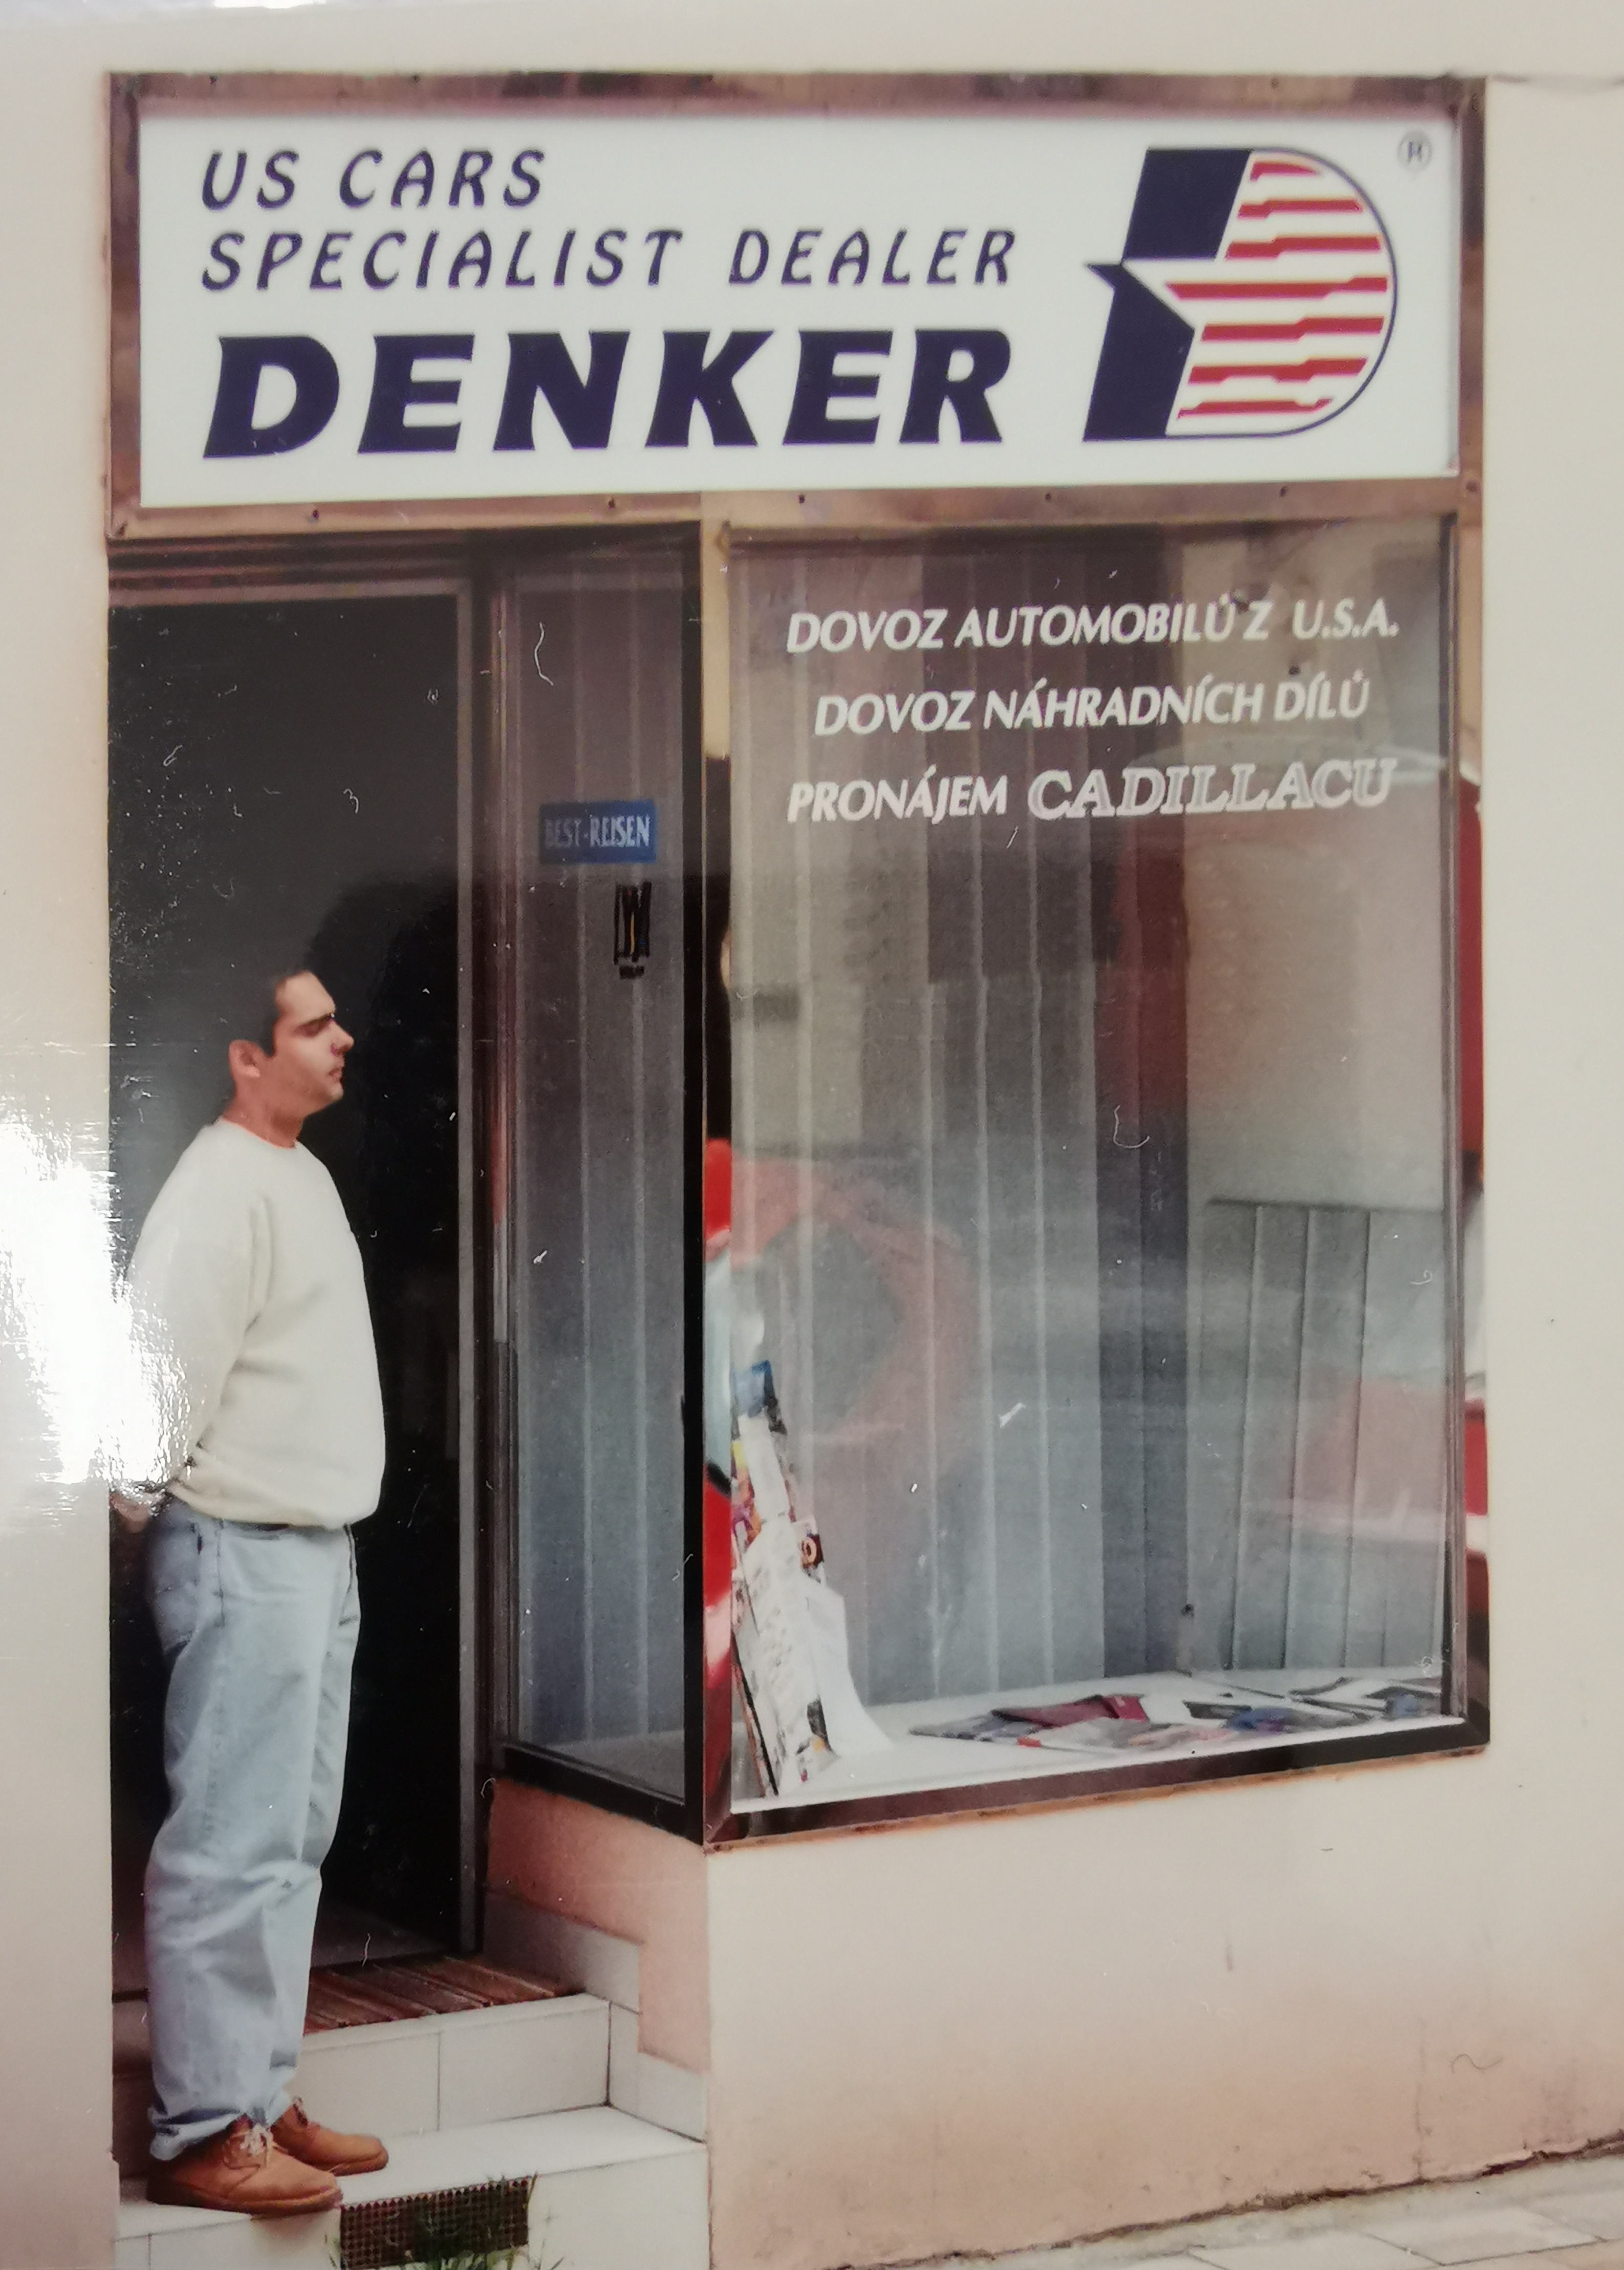 US CARS
SPECIALIST DEALER
DENKER
®
DOVOZ AUTOMOBILŮ Z U.S.A.
DOVOZ NÁHRADNÍCH DÍLŮ
PRONÁJEM CADILLACU
BEST-REISEN